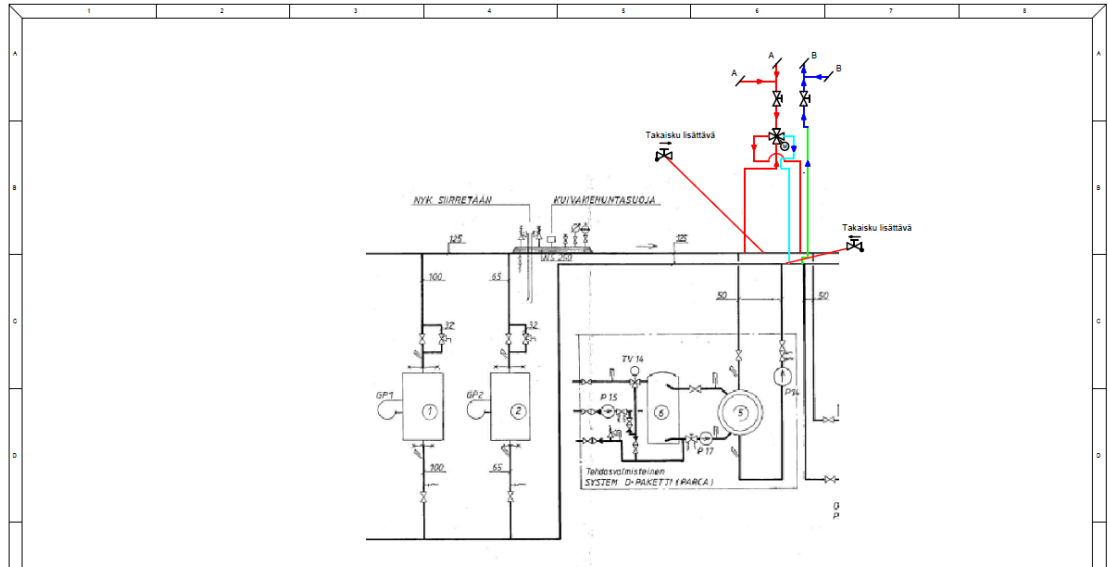 1 2 3 4 5 6 7 8
A A
A B
A B
Takaisku lisättävä
B B
NYK SIIRRETÄÄN KUIVAKIEHUNTASUOJA
Takaisku lisättävä
125 125
100 65
50 50
C C
32 32
TV 14
P 15
GP1 1 GP2 2 6 5
P 17
D D
100 65
Tehdasvalmisteinen
SYSTEM D-PAKETTI (PARCA)